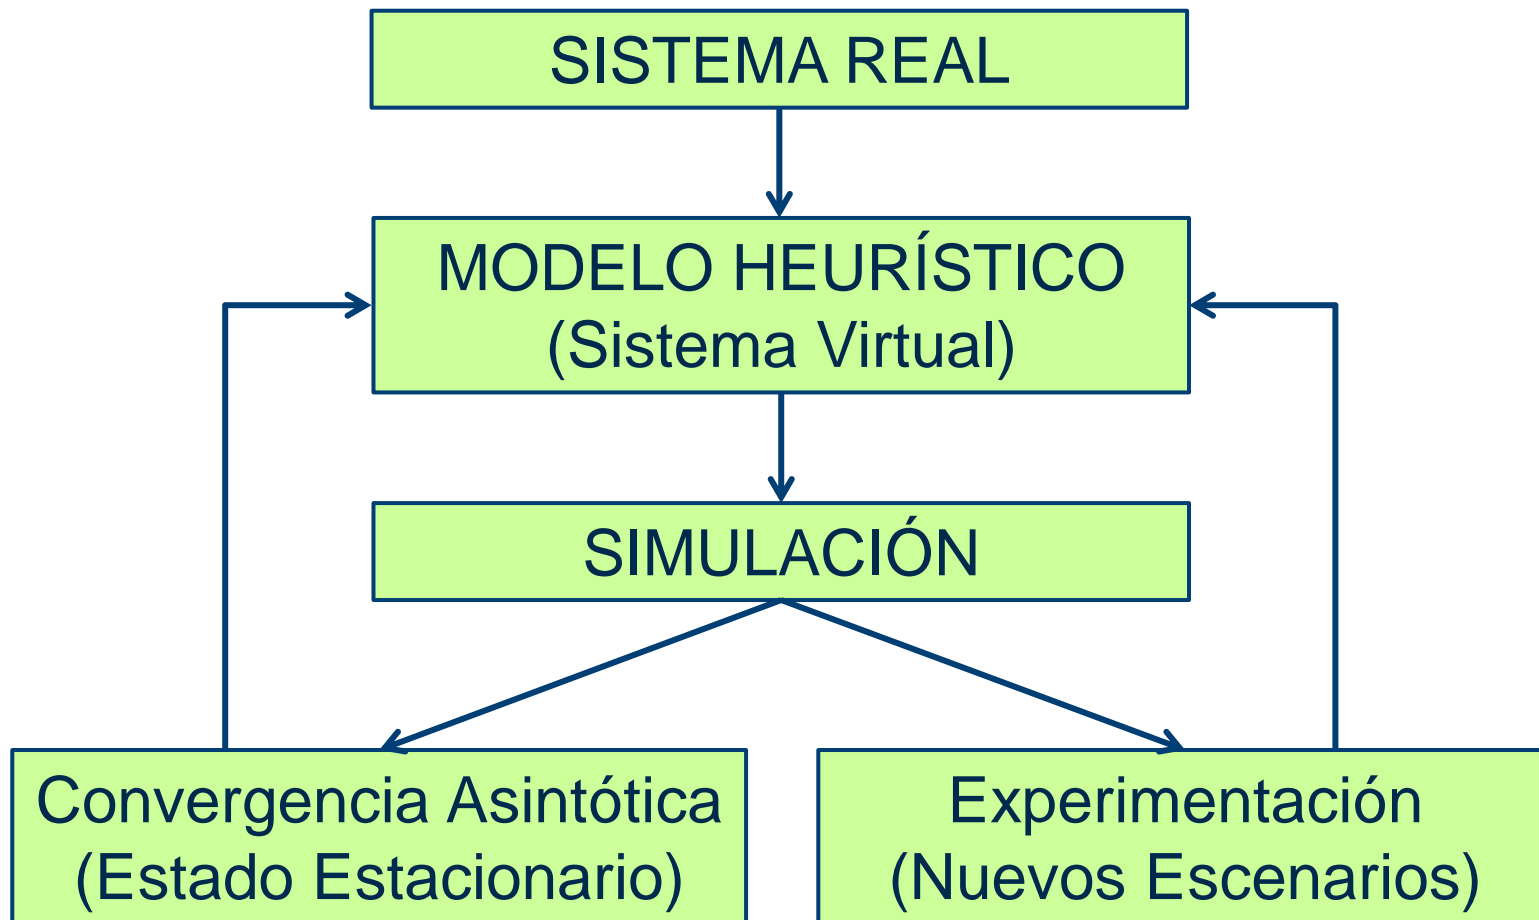 SISTEMA REAL
MODELO HEURÍSTICO
(Sistema Virtual)
SIMULACIÓN
Convergencia Asintótica
(Estado Estacionario)
Experimentación
(Nuevos Escenarios)